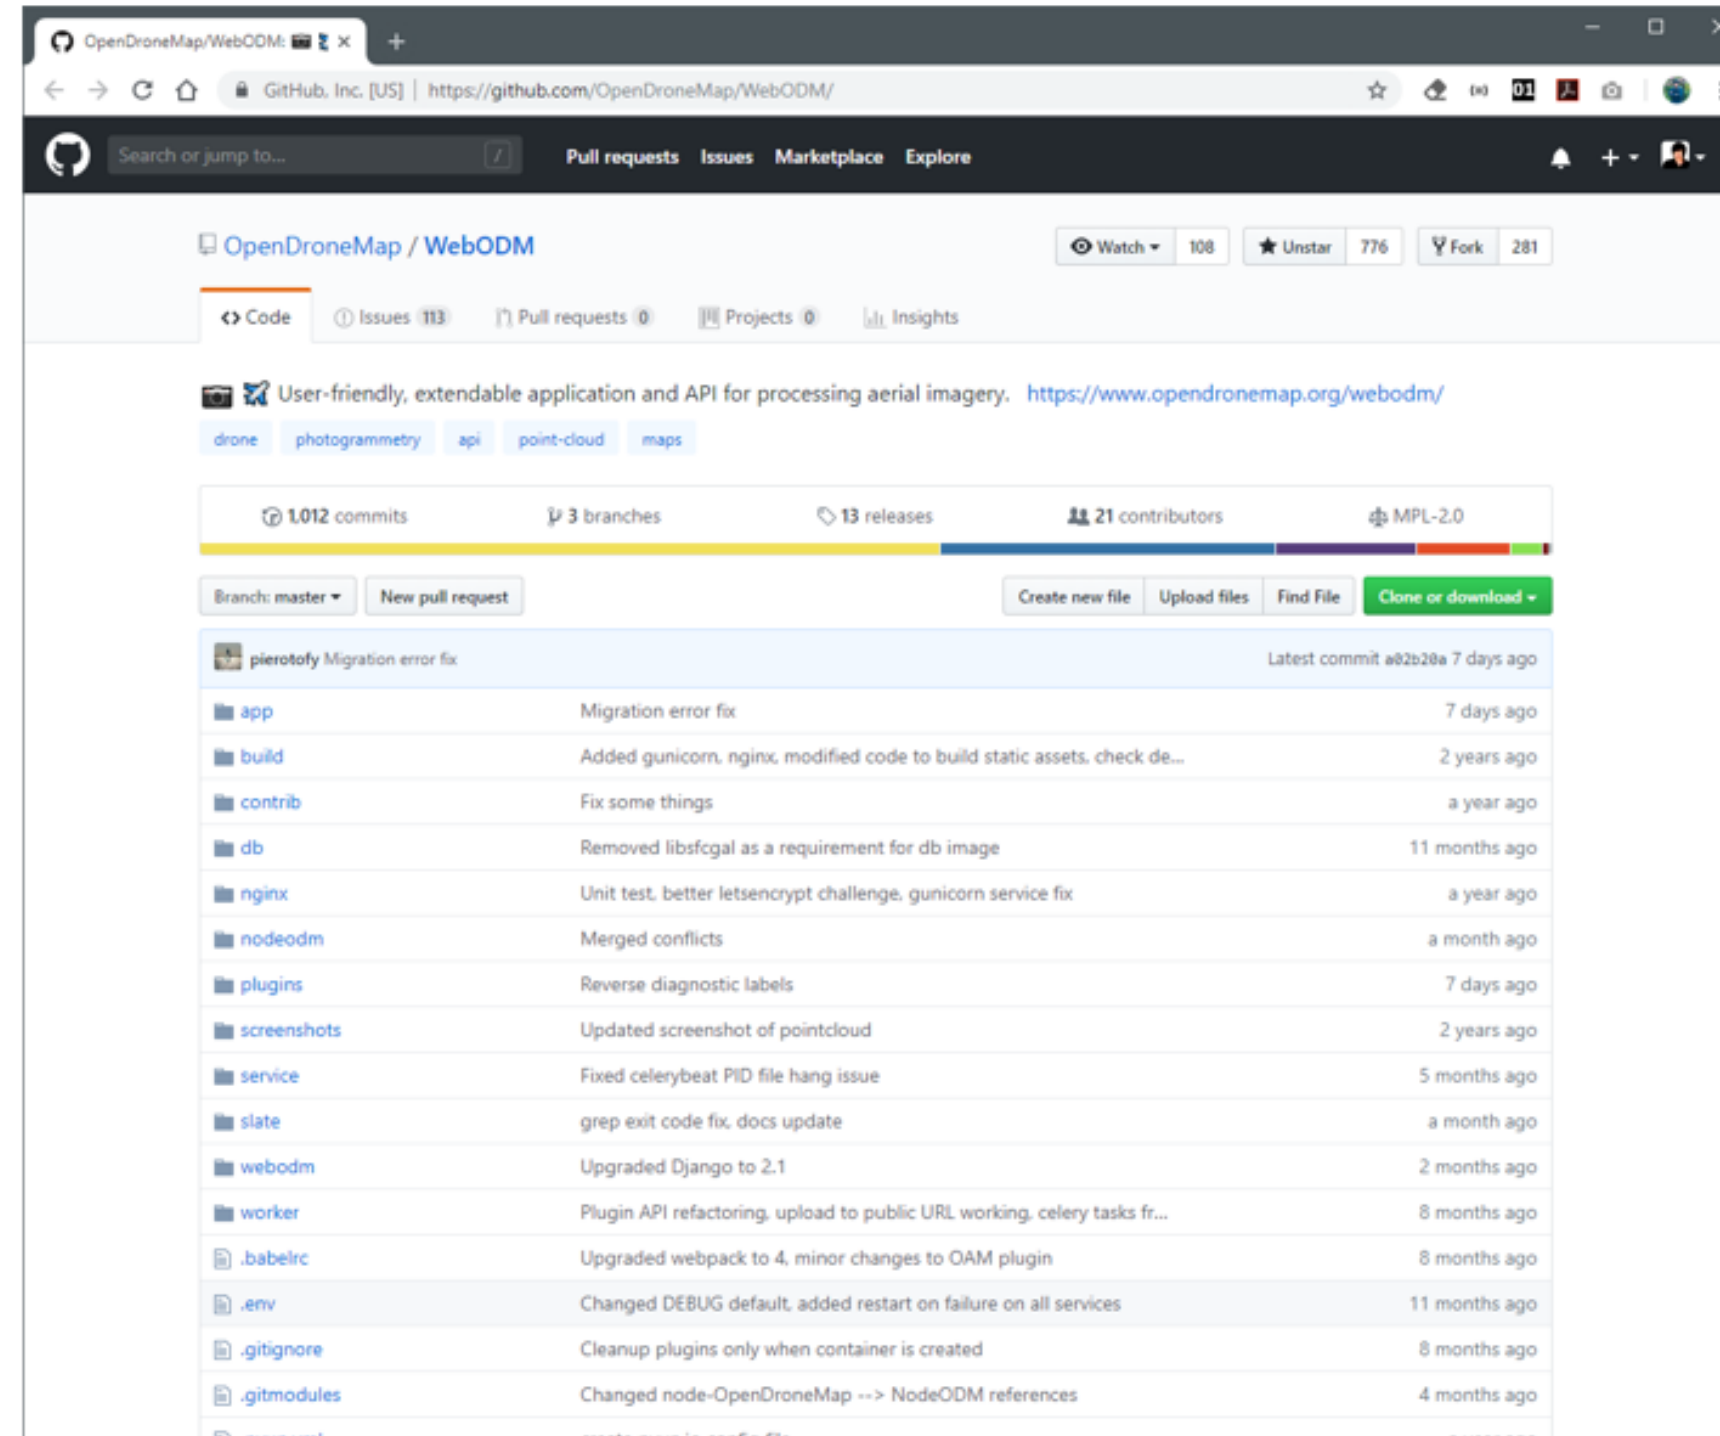 OpenDroneMap/WebODM:
GitHub, Inc. [US] | https://github.com/OpenDroneMap/WebODM/
01
Search or jump to... / Pull requests Issues Marketplace Explore
OpenDroneMap / WebODM Watch 108 Unstar 776 Fork 281
Code Issues 113 Pull requests 0 Projects 0 Insights
User-friendly, extendable application and API for processing aerial imagery. https://www.opendronemap.org/webodm/
drone photogrammetry api point-cloud maps
1,012 commits 3 branches 13 releases 21 contributors MPL-2.0
Branch: master New pull request Create new file Upload files Find File Clone or download
pierotofy Migration error fix Latest commit a02b20a 7 days ago
app Migration error fix 7 days ago
build Added gunicorn, nginx, modified code to build static assets, check de... 2 years ago
contrib Fix some things a year ago
db Removed libsfcgal as a requirement for db image 11 months ago
nginx Unit test, better letsencrypt challenge, gunicorn service fix a year ago
nodeodm Merged conflicts a month ago
plugins Reverse diagnostic labels 7 days ago
screenshots Updated screenshot of pointcloud 2 years ago
service Fixed celerybeat PID file hang issue 5 months ago
slate grep exit code fix, docs update a month ago
webodm Upgraded Django to 2.1 2 months ago
worker Plugin API refactoring, upload to public URL working, celery tasks fr... 8 months ago
.babelrc Upgraded webpack to 4, minor changes to OAM plugin 8 months ago
.env Changed DEBUG default, added restart on failure on all services 11 months ago
.gitignore Cleanup plugins only when container is created 8 months ago
.gitmodules Changed node-OpenDroneMap --> NodeODM references 4 months ago